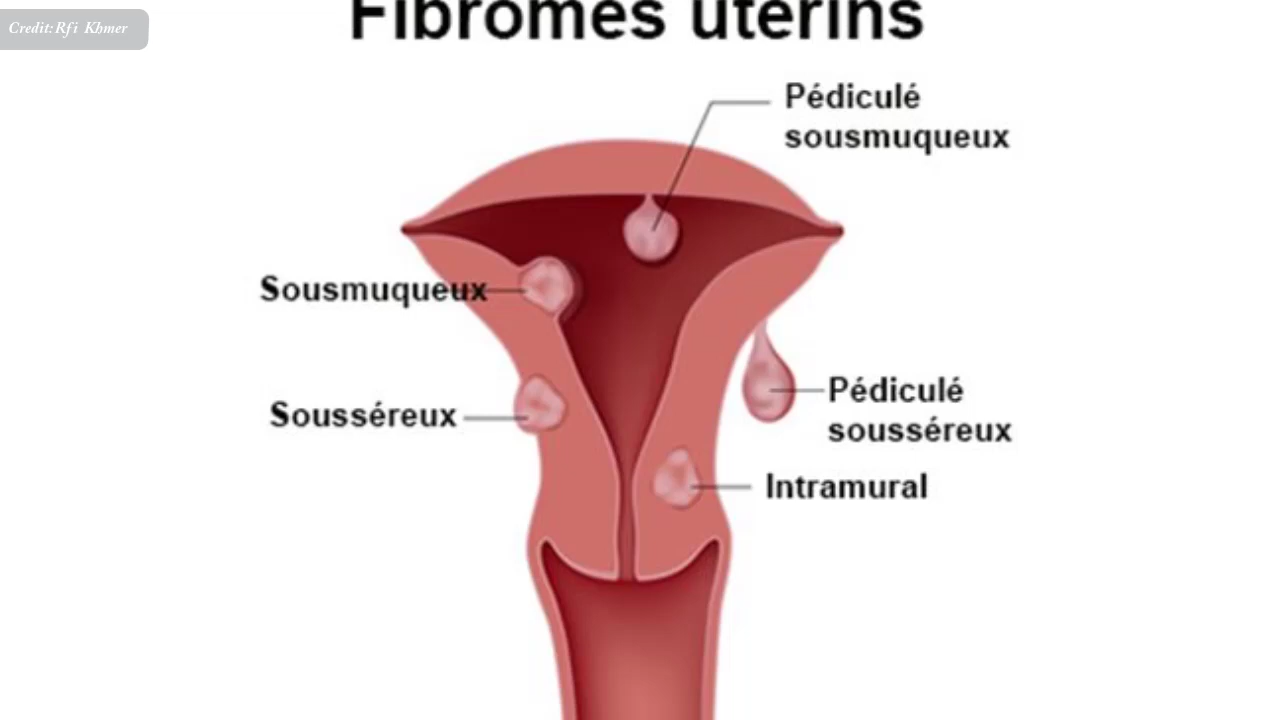 Credit:Rfi Khmer
Fibromes utérins
Pédiculé
sousmuqueux
Sousmuqueux
Pédiculé
sousséreux
Sousséreux
Intramural